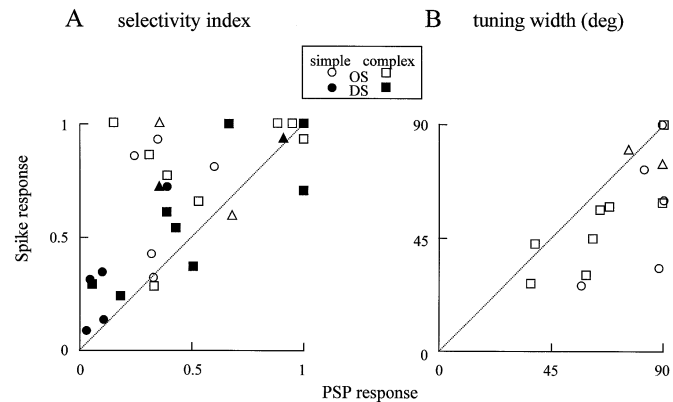 A selectivity index
B tuning width (deg)
simple complex
OS
DS
Spike response
1
0.5
0
0 0.5 1
90
45
0
0 45 90
PSP response